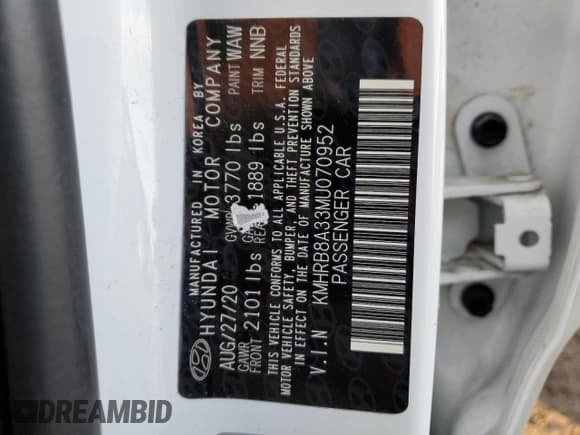 MANUFACTURED IN KOREA BY
HYUNDAI MOTOR COMPANY
AUG/27/20 GVWR 3770 lbs PAINT WAW
GAWR
FRONT 2101 lbs REAR 1889 lbs TRIM NNB
THIS VEHICLE CONFORMS TO ALL APPLICABLE U.S.A. FEDERAL
MOTOR VEHICLE SAFETY, BUMPER, AND THEFT PREVENTION STANDARDS
IN EFFECT ON THE DATE OF MANUFACTURE SHOWN ABOVE
V.I.N KMHRB8A33MU070952
PASSENGER CAR
DREAMBID